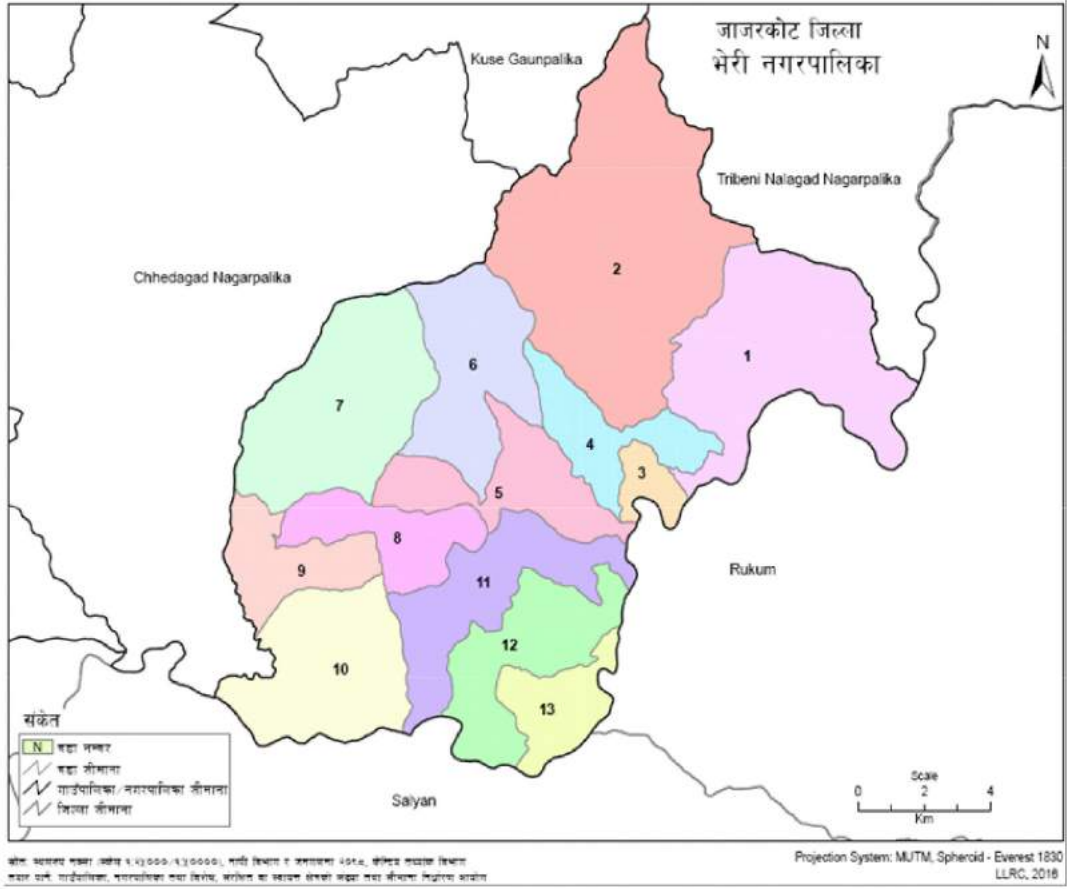 जाजरकोट जिल्ला
भेरी नगरपालिका
N
Kuse Gaunpalika
Tribeni Nalagad Nagarpalika
Chhedagad Nagarpalika
2
1
6
7
4
3
5
8
9
11
Rukum
12
10
13
संकेत
N वडा नम्बर
वडा सीमाना
गाउँपालिका/नगरपालिका सीमाना
जिल्ला सीमाना
Salyan
Scale
0 2 4
Km
Projection System: MUTM, Spheroid - Everest 1830
LLRC, 2016